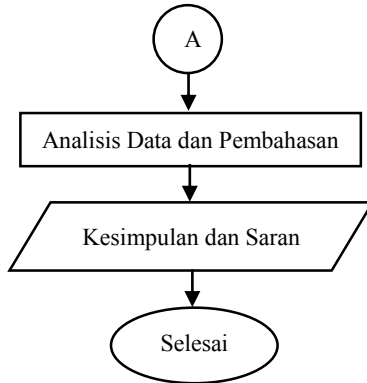 A
Analisis Data dan Pembahasan
Kesimpulan dan Saran
Selesai